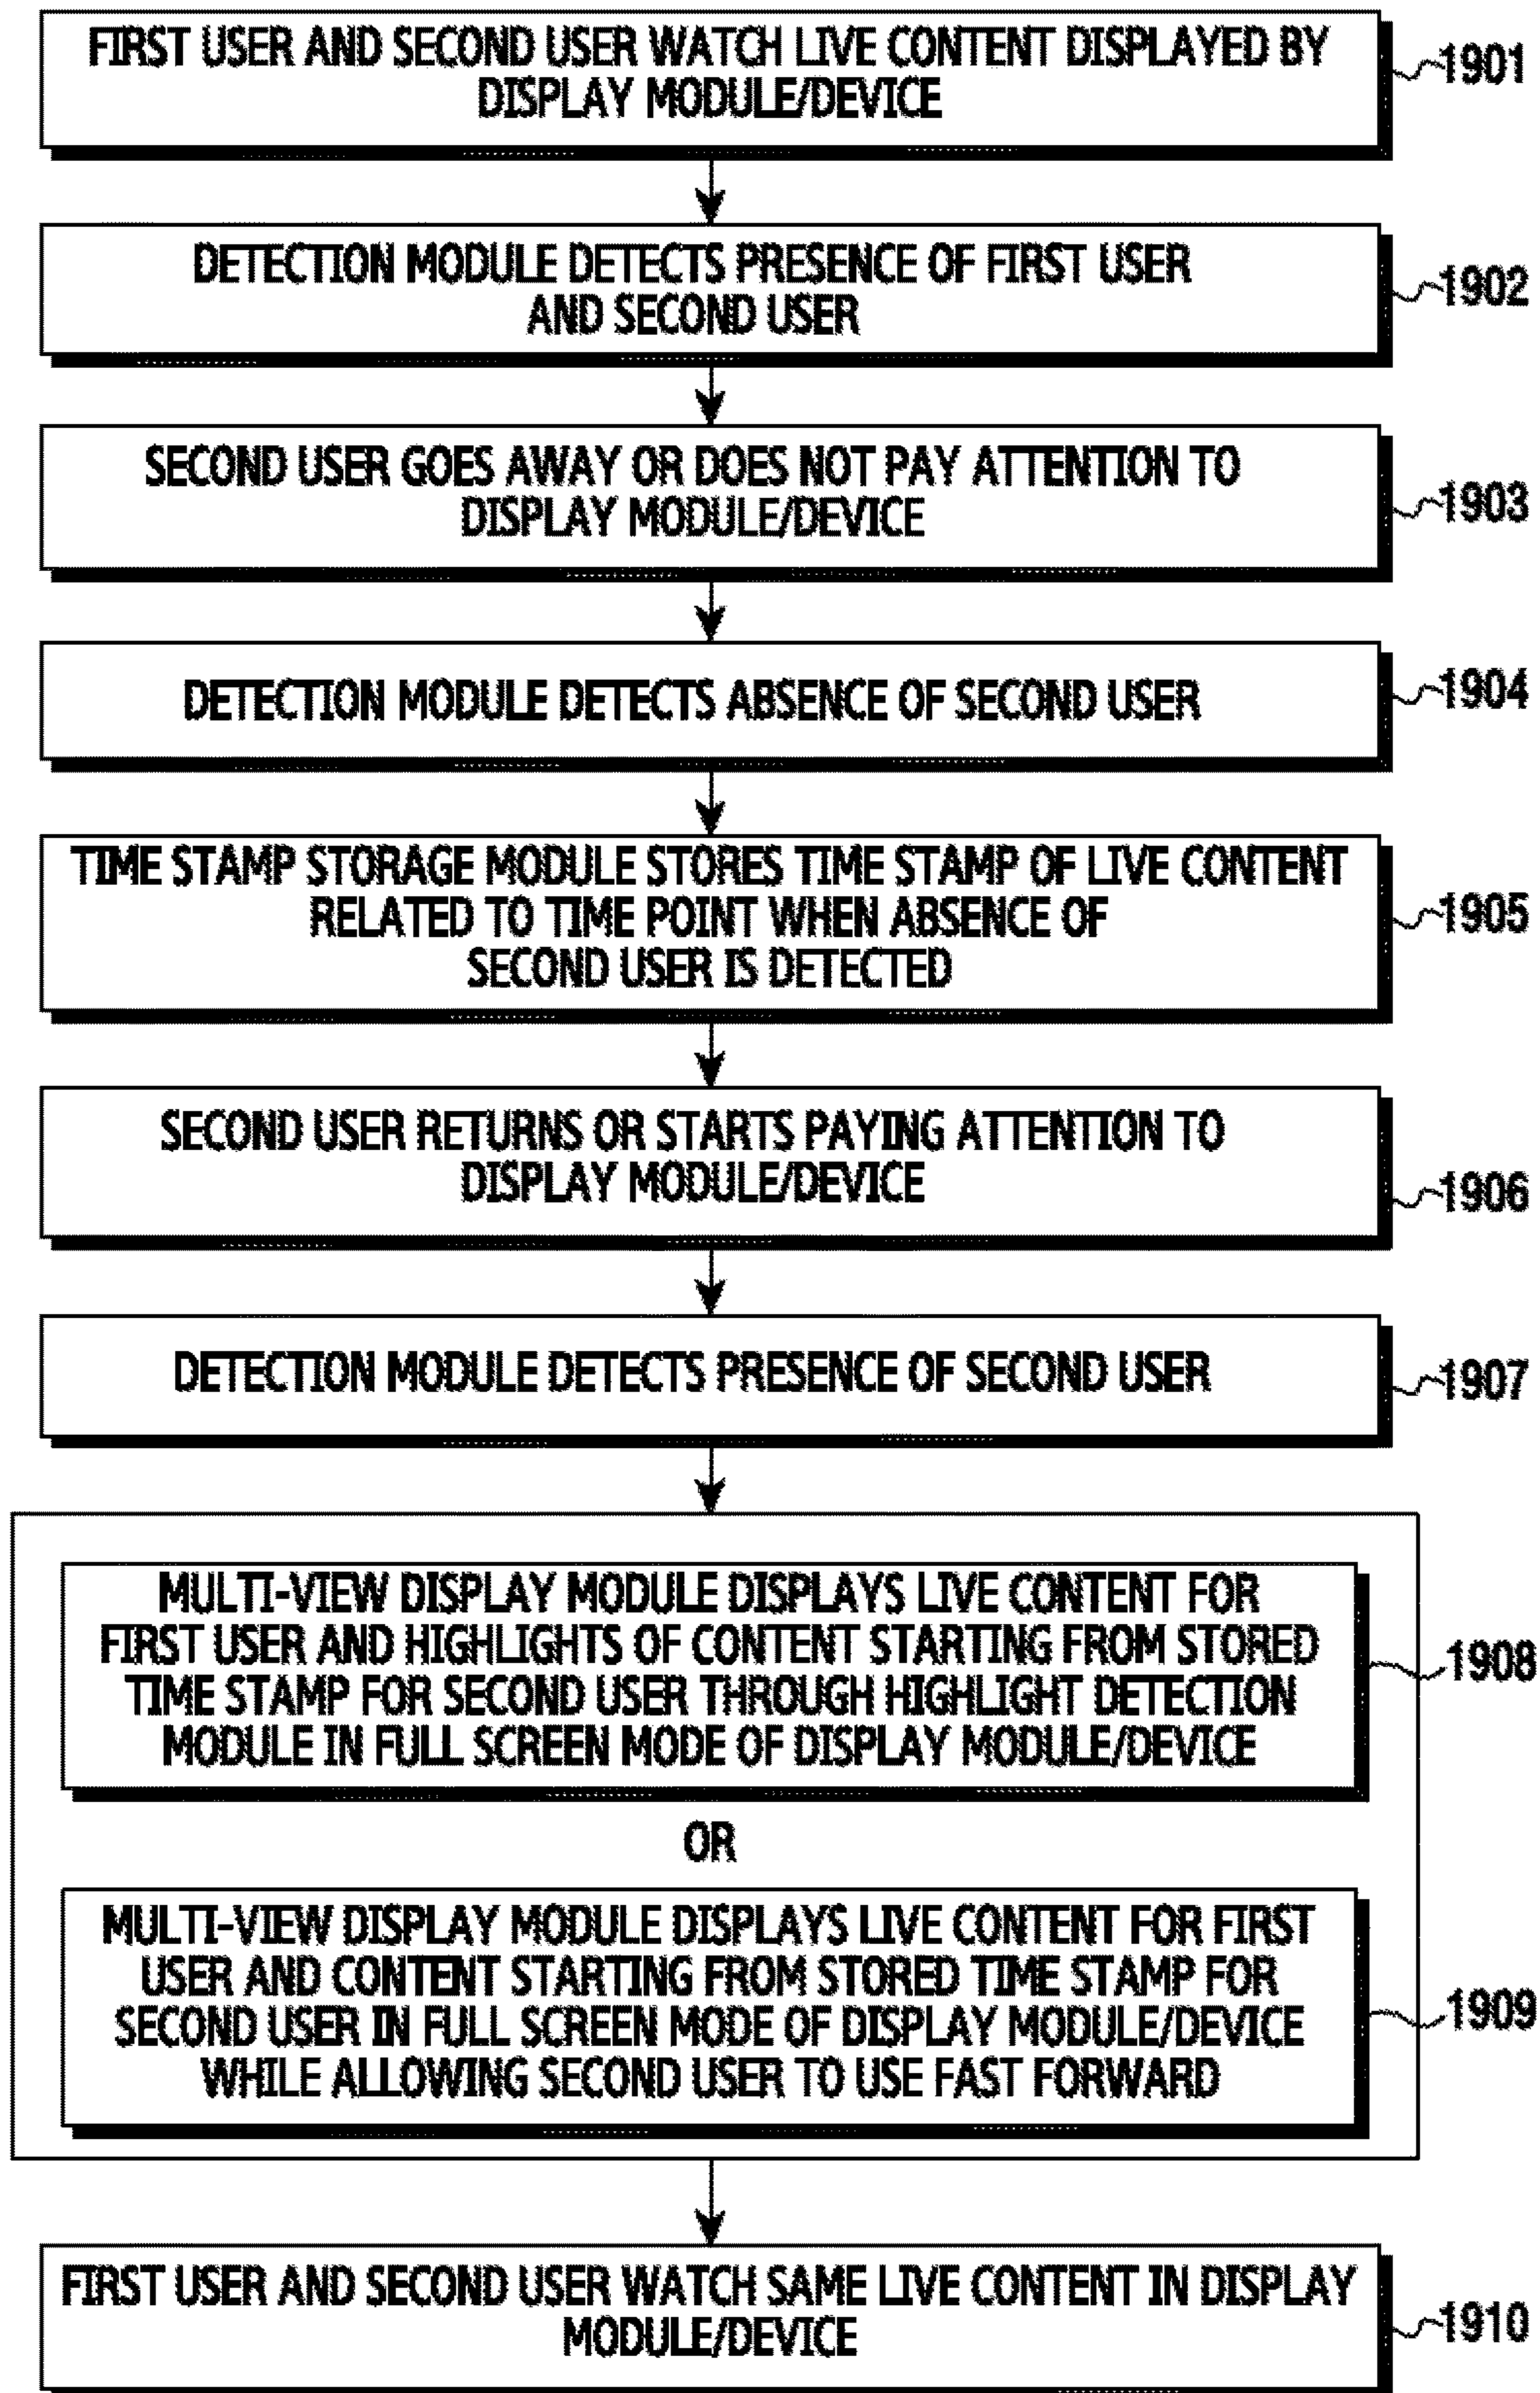 FIRST USER AND SECOND USER WATCH LIVE CONTENT DISPLAYED BY
DISPLAY MODULE/DEVICE
1901
DETECTION MODULE DETECTS PRESENCE OF FIRST USER
AND SECOND USER
1902
SECOND USER GOES AWAY OR DOES NOT PAY ATTENTION TO
DISPLAY MODULE/DEVICE
1903
DETECTION MODULE DETECTS ABSENCE OF SECOND USER
1904
TIME STAMP STORAGE MODULE STORES TIME STAMP OF LIVE CONTENT
RELATED TO TIME POINT WHEN ABSENCE OF
SECOND USER IS DETECTED
1905
SECOND USER RETURNS OR STARTS PAYING ATTENTION TO
DISPLAY MODULE/DEVICE
1906
DETECTION MODULE DETECTS PRESENCE OF SECOND USER
1907
MULTI-VIEW DISPLAY MODULE DISPLAYS LIVE CONTENT FOR
FIRST USER AND HIGHLIGHTS OF CONTENT STARTING FROM STORED
TIME STAMP FOR SECOND USER THROUGH HIGHLIGHT DETECTION
MODULE IN FULL SCREEN MODE OF DISPLAY MODULE/DEVICE
1908
OR
MULTI-VIEW DISPLAY MODULE DISPLAYS LIVE CONTENT FOR FIRST
USER AND CONTENT STARTING FROM STORED TIME STAMP FOR
SECOND USER IN FULL SCREEN MODE OF DISPLAY MODULE/DEVICE
WHILE ALLOWING SECOND USER TO USE FAST FORWARD
1909
FIRST USER AND SECOND USER WATCH SAME LIVE CONTENT IN DISPLAY
MODULE/DEVICE
1910